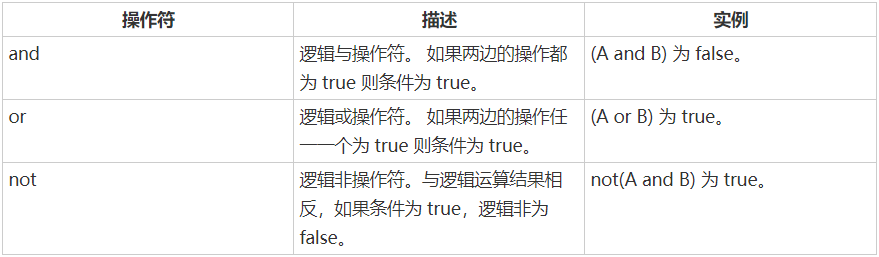 操作符 描述 实例
and 逻辑与操作符。 如果两边的操作都 (A and B) 为 false。
为 true 则条件为 true。
or 逻辑或操作符。 如果两边的操作任 (A or B) 为 true。
一一个为 true 则条件为 true。
not 逻辑非操作符。与逻辑运算结果相 not(A and B) 为 true。
反，如果条件为 true，逻辑非为
false。